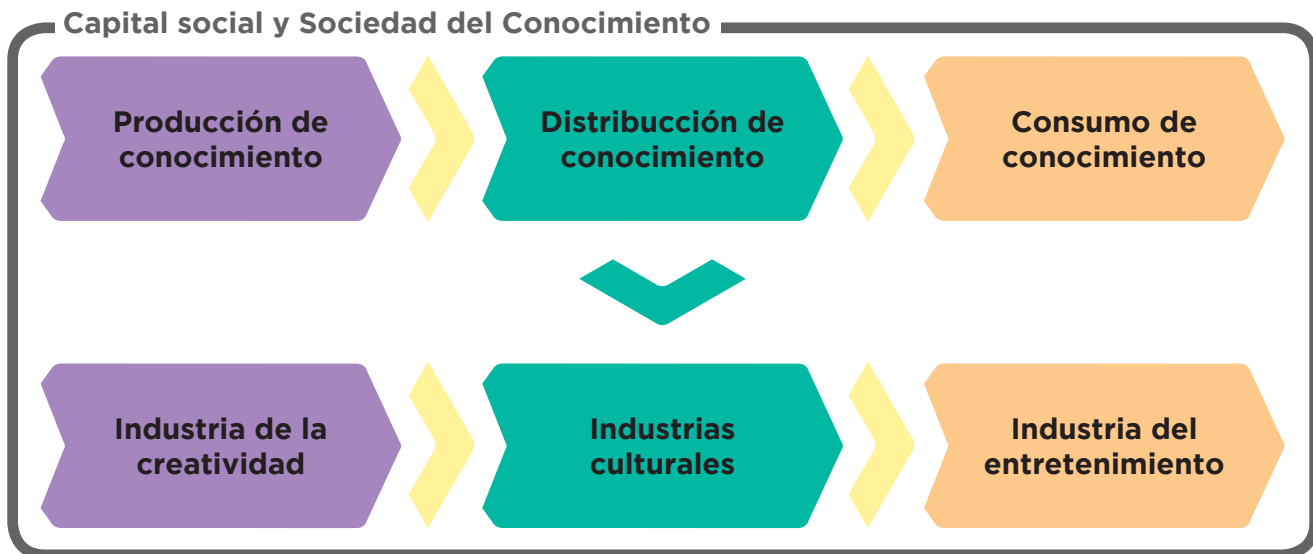 Capital social y Sociedad del Conocimiento
Producción de
conocimiento
Distribucción de
conocimiento
Consumo de
conocimiento
Industria de la
creatividad
Industrias
culturales
Industria del
entretenimiento